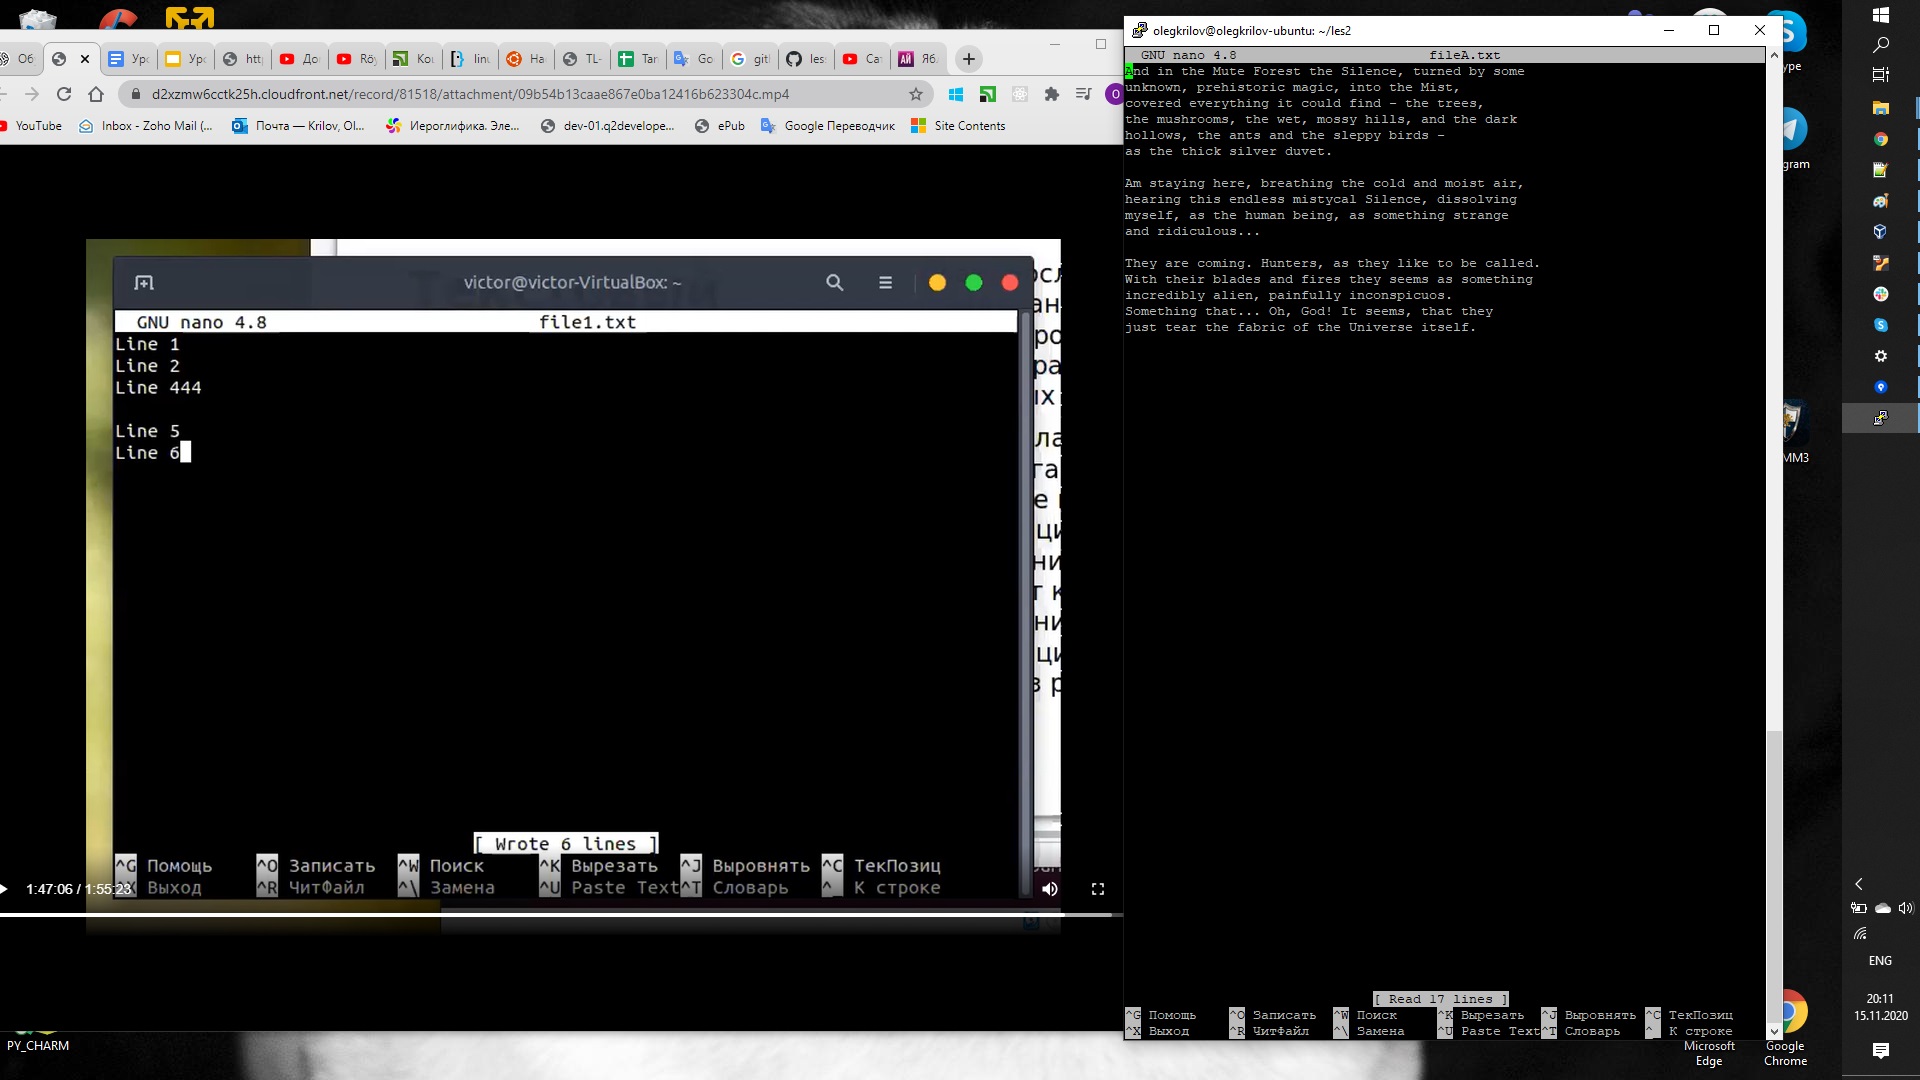 Об
Урс
Ур
htt
До
Rö
Ко
lin
На
TL-
Таг
Go
git
les
Са
ЯБ
d2xzmw6cctk25h.cloudfront.net/record/81518/attachment/09b54b13caae867e0ba12416b623304c.mp4
YouTube
Inbox - Zoho Mail (...
Почта — Krilov, Ol...
Иероглифика. Эле...
dev-01.q2develope...
ePub
Google Переводчик
Site Contents
victor@victor-VirtualBox: ~
GNU nano 4.8 file1.txt
Line 1
Line 2
Line 444
Line 5
Line 6
[ Wrote 6 lines ]
^G Помощь ^O Записать ^W Поиск ^K Вырезать ^J Выровнять ^C ТекПозиц
^X Выход ^R ЧитФайл ^\ Замена ^U Paste Text ^T Словарь ^_ К строке
1:47:06 / 1:55:23
olegkrilov@olegkrilov-ubuntu: ~/les2
GNU nano 4.8 fileA.txt
And in the Mute Forest the Silence, turned by some
unknown, prehistoric magic, into the Mist,
covered everything it could find - the trees,
the mushrooms, the wet, mossy hills, and the dark
hollows, the ants and the sleppy birds -
as the thick silver duvet.
Am staying here, breathing the cold and moist air,
hearing this endless mistycal Silence, dissolving
myself, as the human being, as something strange
and ridiculous...
They are coming. Hunters, as they like to be called.
With their blades and fires they seems as something
incredibly alien, painfully inconspicuos.
Something that... Oh, God! It seems, that they
just tear the fabric of the Universe itself.
[ Read 17 lines ]
^G Помощь ^O Записать ^W Поиск ^K Вырезать ^J Выровнять ^C ТекПозиц
^X Выход ^R ЧитФайл ^\ Замена ^U Paste Text ^T Словарь ^_ К строке
ype
gram
MM3
PY_CHARM
Microsoft
Edge
Google
Chrome
ENG
20:11
15.11.2020